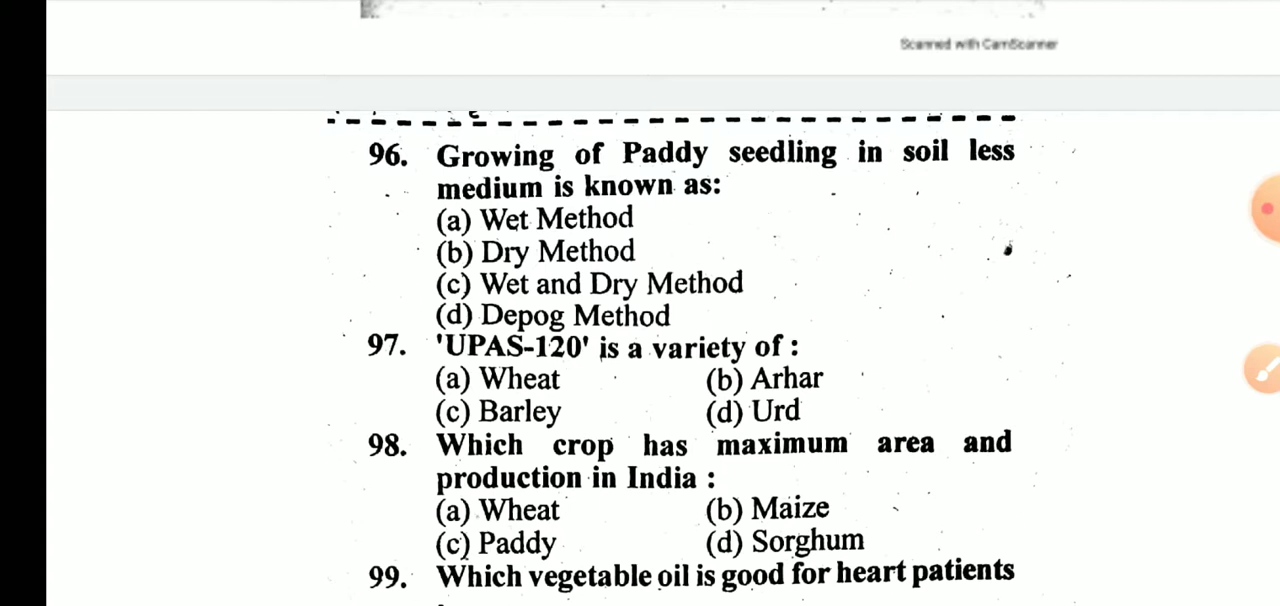 Scanned with CamScanner
96. Growing of Paddy seedling in soil less
medium is known as:
(a) Wet Method
(b) Dry Method
(c) Wet and Dry Method
(d) Depog Method
97. 'UPAS-120' is a variety of :
(a) Wheat (b) Arhar
(c) Barley (d) Urd
98. Which crop has maximum area and
production in India :
(a) Wheat (b) Maize
(c) Paddy (d) Sorghum
99. Which vegetable oil is good for heart patients